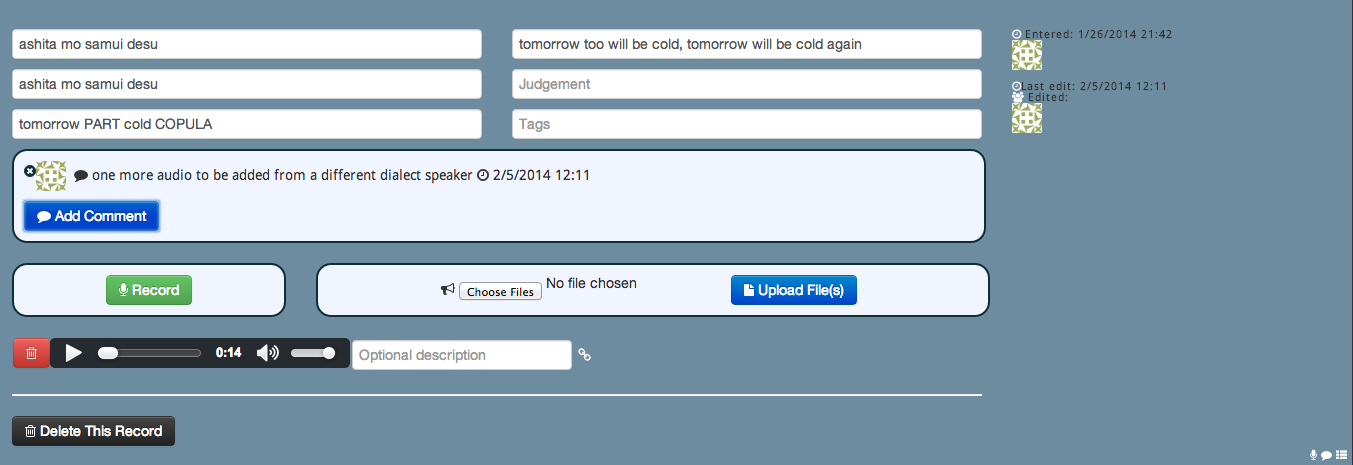 ashita mo samui desu
tomorrow too will be cold, tomorrow will be cold again
ashita mo samui desu
Judgement
tomorrow PART cold COPULA
Tags
Entered: 1/26/2014 21:42
Last edit: 2/5/2014 12:11
Edited:
one more audio to be added from a different dialect speaker 2/5/2014 12:11
Add Comment
Record
Choose Files No file chosen
Upload File(s)
0:14
Optional description
Delete This Record